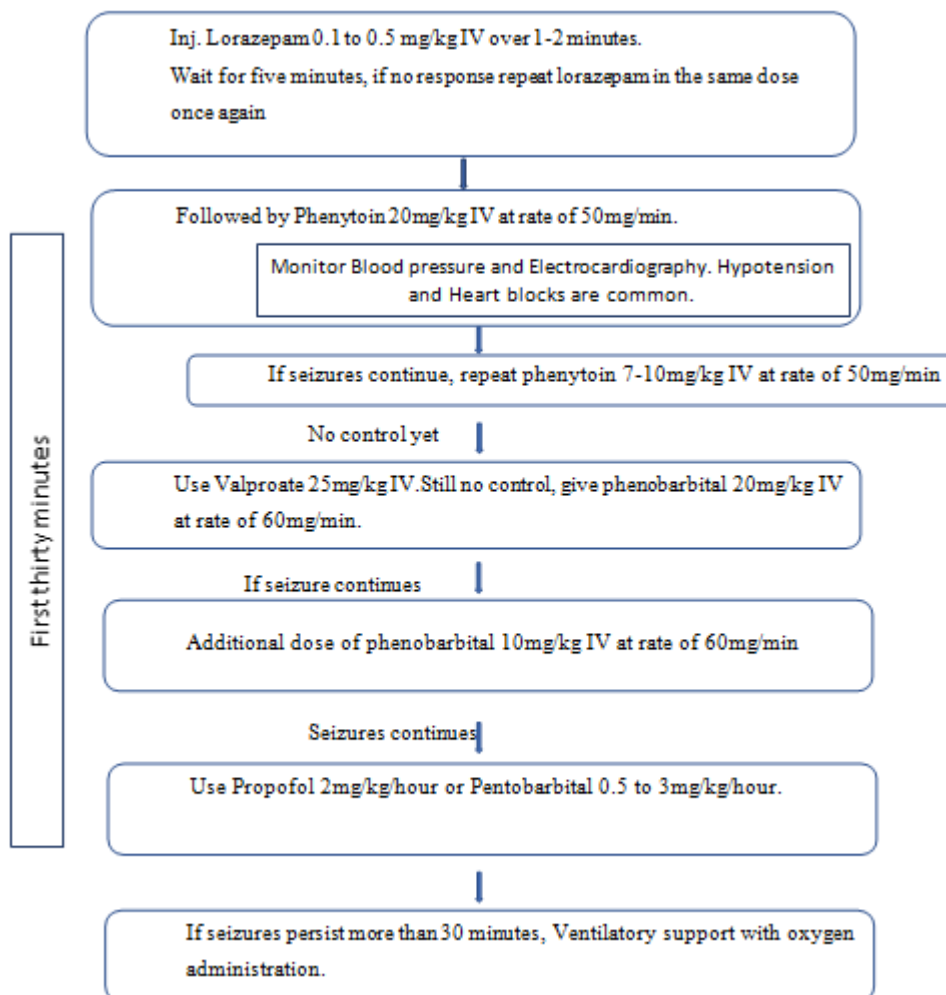 Inj. Lorazepam 0.1 to 0.5 mg/kg IV over 1-2 minutes.
Wait for five minutes, if no response repeat lorazepam in the same dose
once again
Followed by Phenytoin 20mg/kg IV at rate of 50mg/min.
Monitor Blood pressure and Electrocardiography. Hypotension
and Heart blocks are common.
If seizures continue, repeat phenytoin 7-10mg/kg IV at rate of 50mg/min
No control yet
Use Valproate 25mg/kg IV.Still no control, give phenobarbital 20mg/kg IV
at rate of 60mg/min.
If seizure continues
Additional dose of phenobarbital 10mg/kg IV at rate of 60mg/min
Seizures continues
Use Propofol 2mg/kg/hour or Pentobarbital 0.5 to 3mg/kg/hour.
If seizures persist more than 30 minutes, Ventilatory support with oxygen
administration.
First thirty minutes